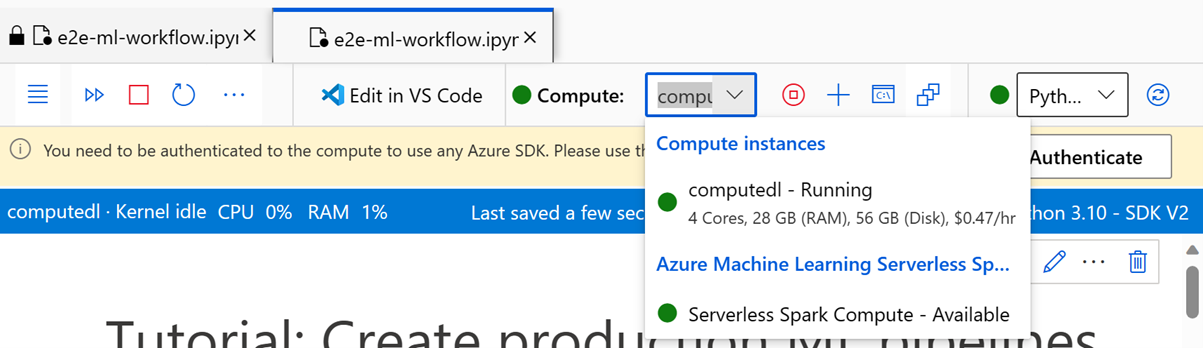 e2e-ml-workflow.ipyr
e2e-ml-workflow.ipyr
Edit in VS Code
Compute:
compu
Pyth...
You need to be authenticated to the compute to use any Azure SDK. Please use
Authenticate
Compute instances
computedl - Running
4 Cores, 28 GB (RAM), 56 GB (Disk), $0.47/hr
Azure Machine Learning Serverless Sp...
Serverless Spark Compute - Available
computedl · Kernel idle CPU 0% RAM 1%
Last saved a few sec
hon 3.10 - SDK V2
Tutorial: Create production ML pipelines